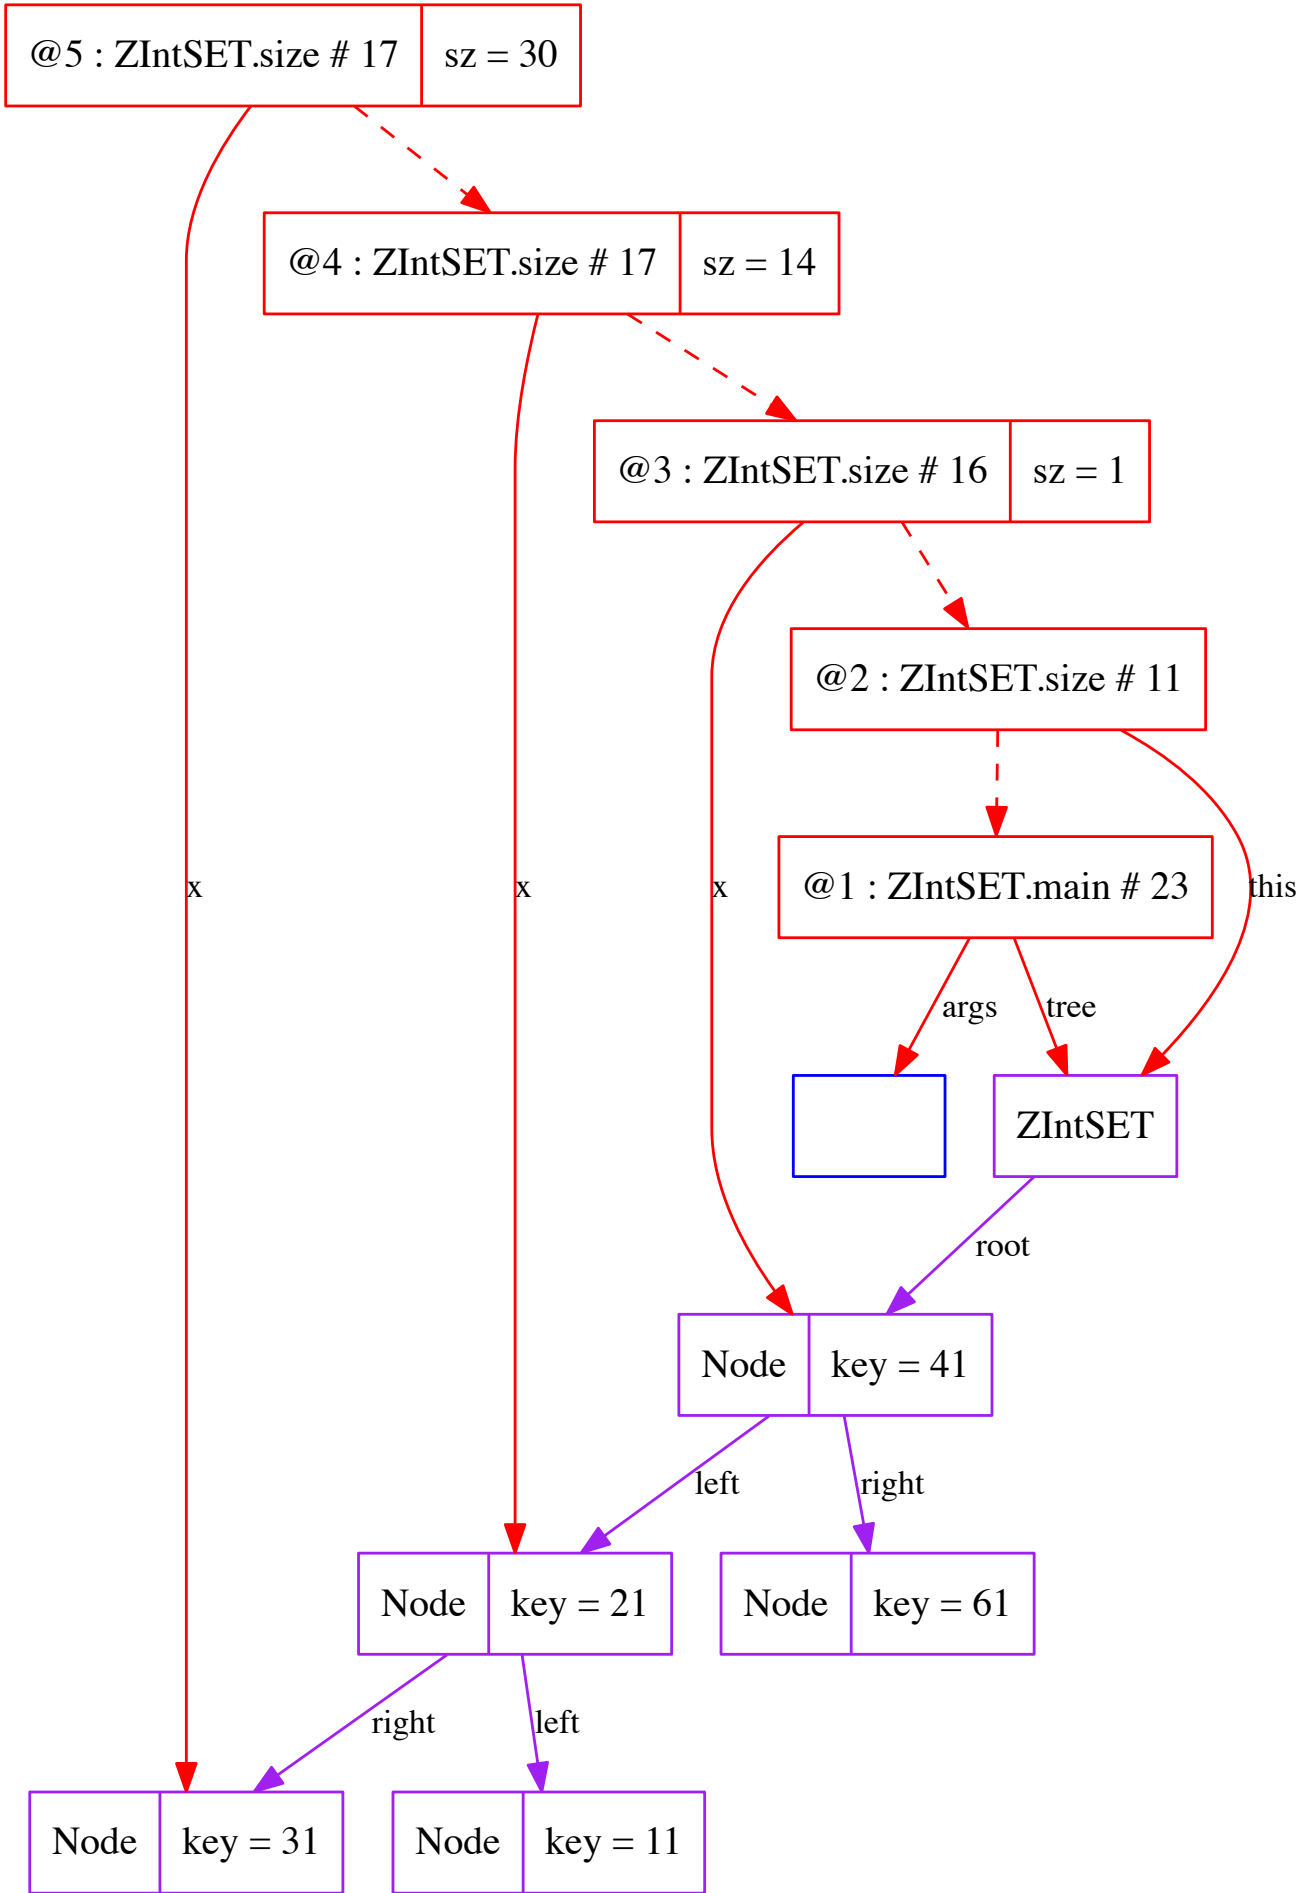 @5 : ZIntSET.size # 17 sz = 30
@4 : ZIntSET.size # 17 sz = 14
@3 : ZIntSET.size # 16 sz = 1
@2 : ZIntSET.size # 11
x x x @1 : ZIntSET.main # 23 this
args tree
ZIntSET
root
Node key = 41
left right
Node key = 21 Node key = 61
right left
Node key = 31 Node key = 11